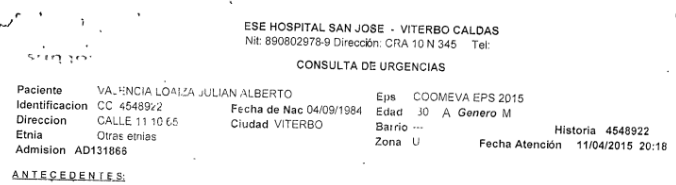 ESE HOSPITAL SAN JOSE - VITERBO CALDAS
Nit: 890802978-9 Dirección: CRA 10 N 345 Tel:
CONSULTA DE URGENCIAS
Paciente VALENCIA LOAIZA JULIAN ALBERTO Eps COOMEVA EPS 2015
Identificacion CC 4548922 Fecha de Nac 04/09/1984 Edad 30 A Genero M
Direccion CALLE 11 10 65 Ciudad VITERBO Barrio --- Historia 4548922
Etnia Otras etnias Zona U Fecha Atención 11/04/2015 20:18
Admision AD131866
ANTECEDENTES: